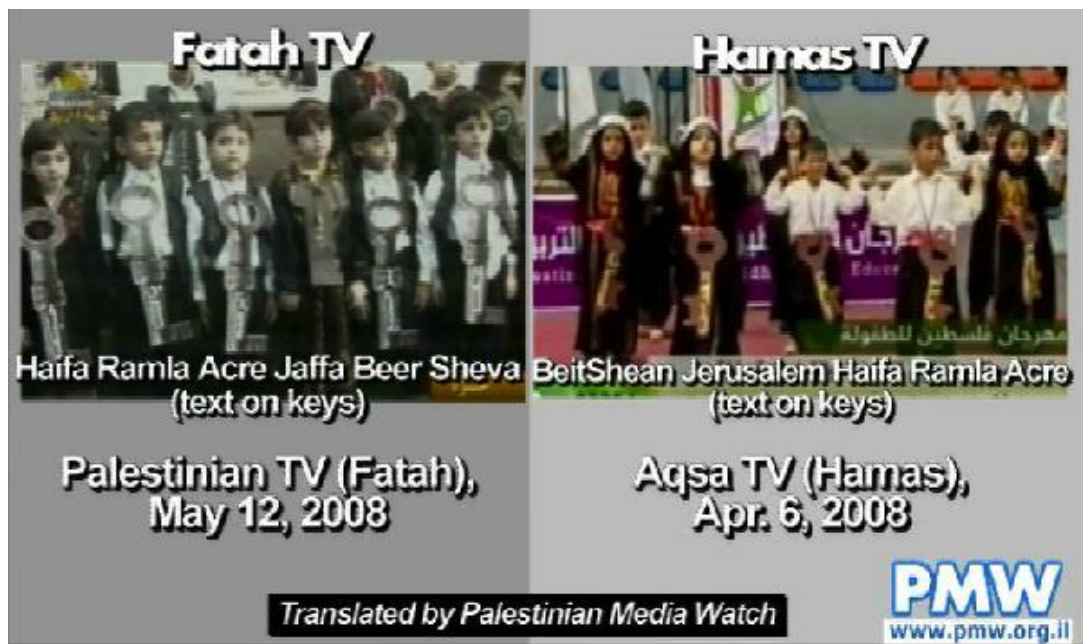 Fatah TV
Haifa Ramla Acre Jaffa Beer Sheva
(text on keys)
Palestinian TV (Fatah),
May 12, 2008
Hamas TV
مهرجان فلسطين للطفولة
BeitShean Jerusalem Haifa Ramla Acre
(text on keys)
Aqsa TV (Hamas),
Apr. 6, 2008
Translated by Palestinian Media Watch
PMW
www.pmw.org.il